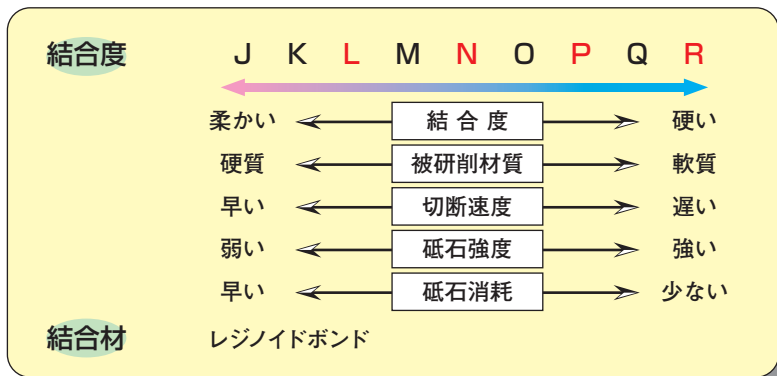 結合度 J K L M N O P Q R
柔かい 結合度 硬い
硬質 被研削材質 軟質
早い 切断速度 遅い
弱い 砥石強度 強い
早い 砥石消耗 少ない
結合材 レジノイドボンド